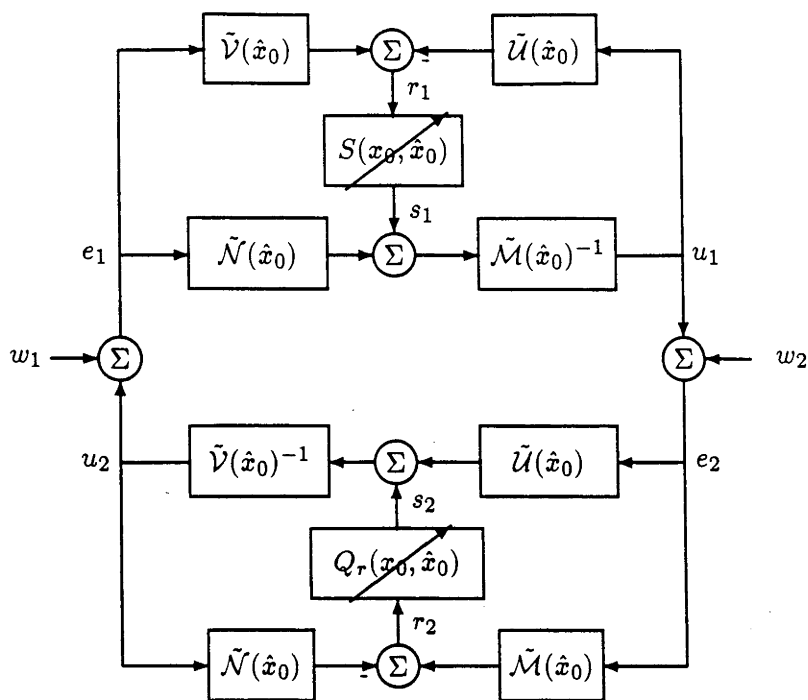 Ṽ(x̂₀) Σ - Ũ(x̂₀)
r₁
S(x₀, x̂₀)
s₁
e₁ Ñ(x̂₀) Σ M̃(x̂₀)⁻¹ u₁
w₁ Σ Σ w₂
u₂ Ṽ(x̂₀)⁻¹ Σ Ũ(x̂₀) e₂
s₂
Qᵣ(x₀, x̂₀)
r₂
Ñ(x̂₀) - Σ M̃(x̂₀)